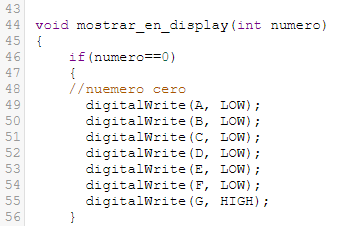 43
44 void mostrar_en_display(int numero)
45 {
46 if(numero==0)
47 {
48 //nuemero cero
49 digitalWrite(A, LOW);
50 digitalWrite(B, LOW);
51 digitalWrite(C, LOW);
52 digitalWrite(D, LOW);
53 digitalWrite(E, LOW);
54 digitalWrite(F, LOW);
55 digitalWrite(G, HIGH);
56 }